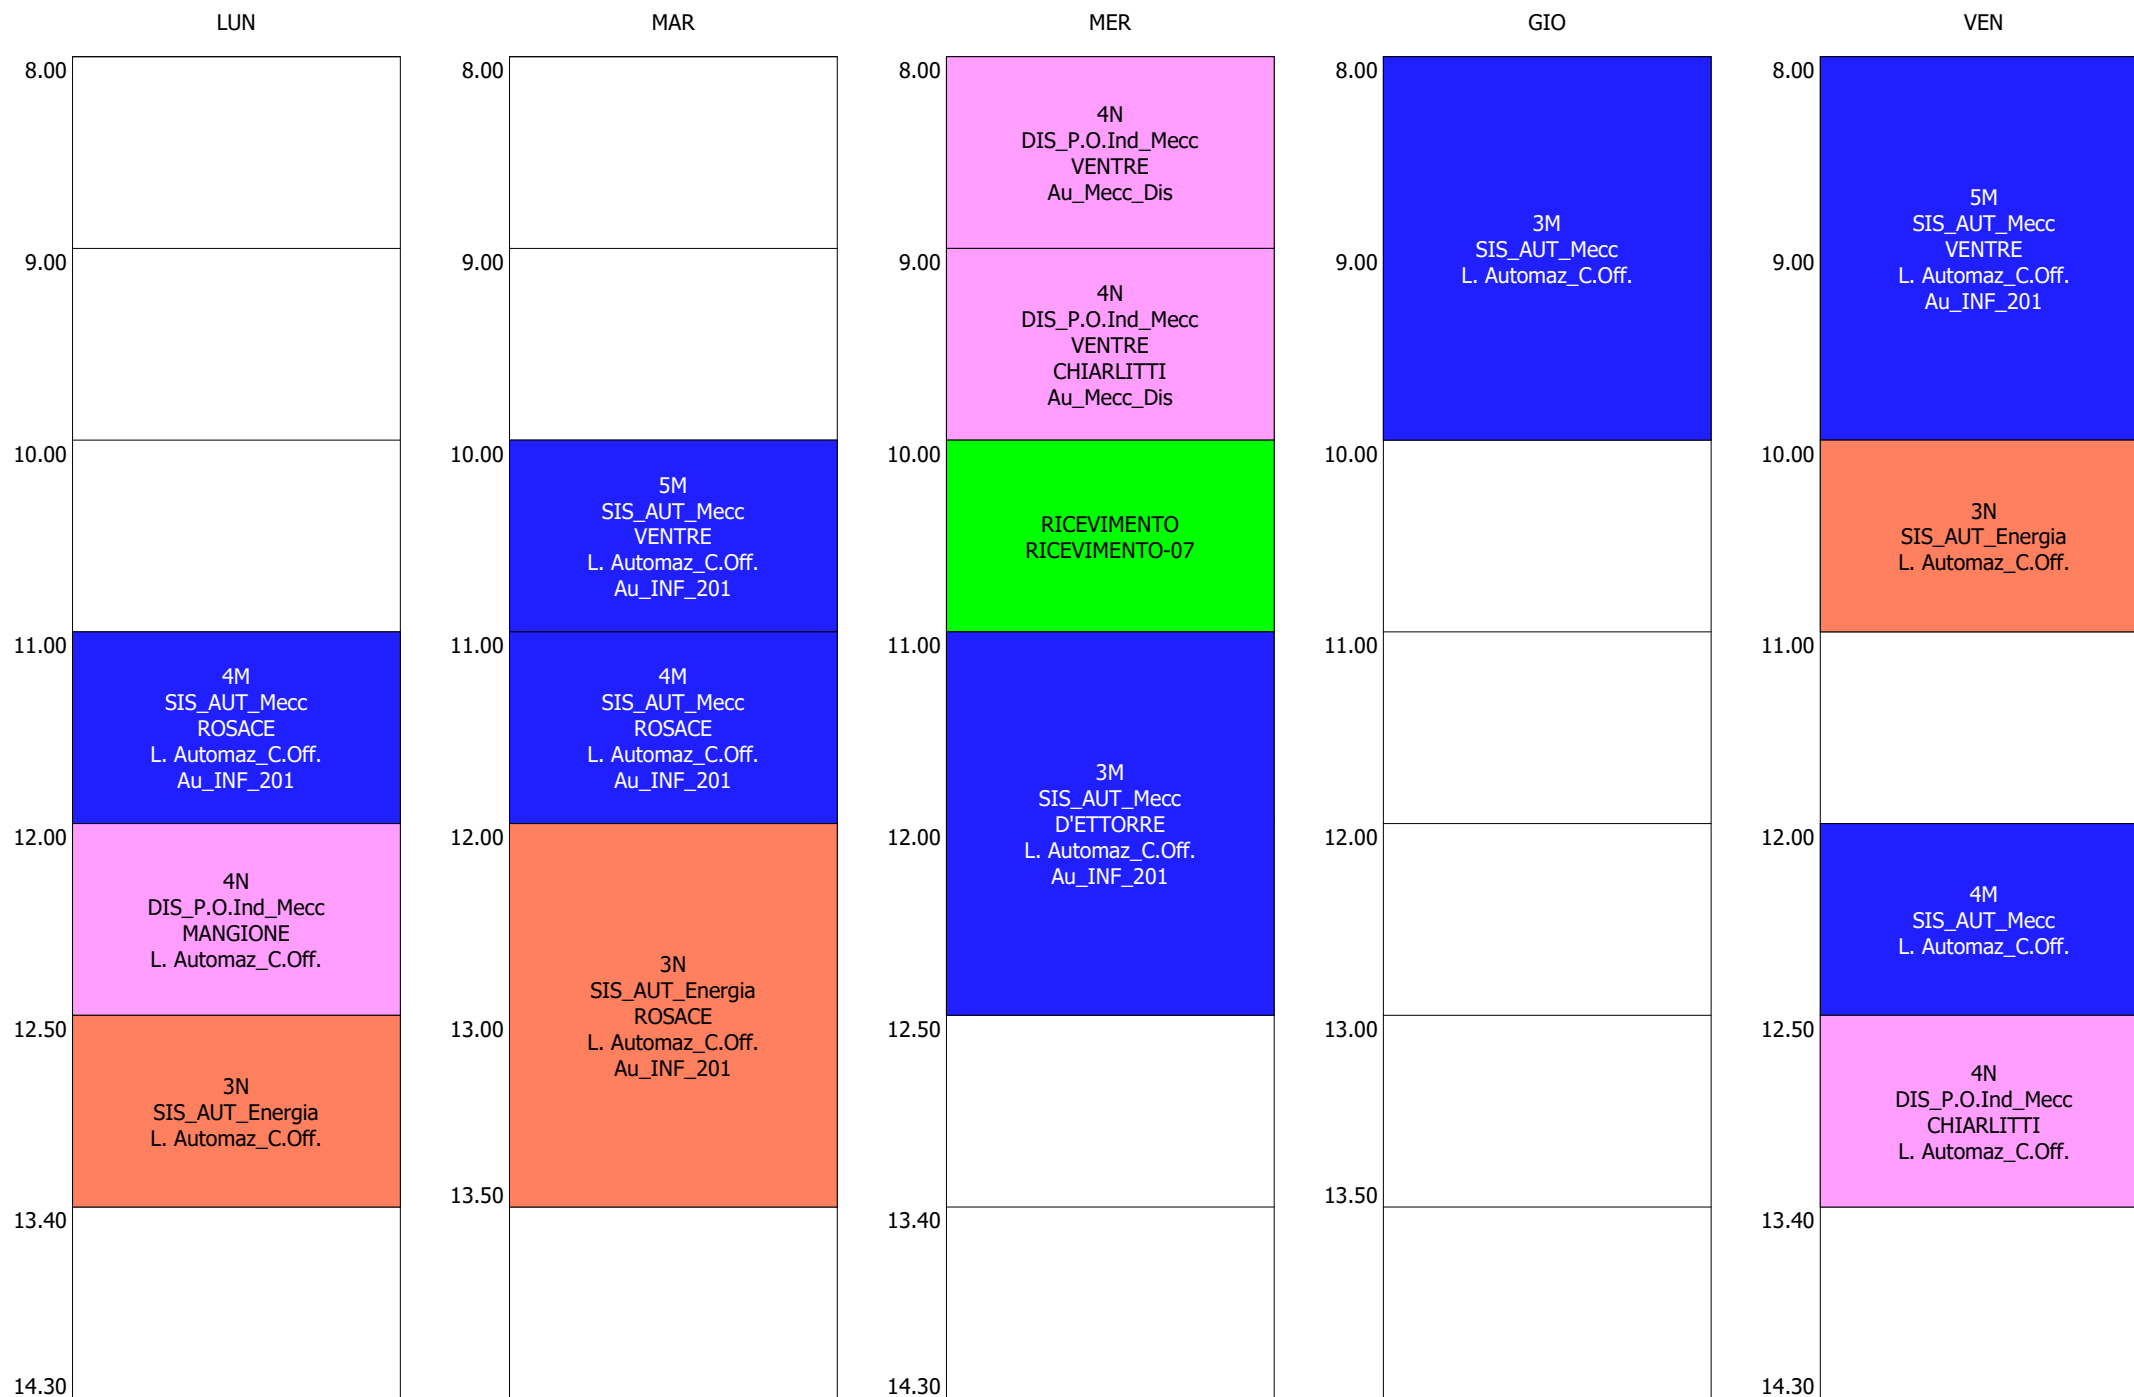 LUN
8.00
9.00
10.00
11.00
4M
SIS_AUT_Mecc
ROSACE
L. Automaz_C.Off.
Au_INF_201
12.00
4N
DIS_P.O.Ind_Mecc
MANGIONE
L. Automaz_C.Off.
12.50
3N
SIS_AUT_Energia
L. Automaz_C.Off.
13.40
14.30
MAR
8.00
9.00
10.00
5M
SIS_AUT_Mecc
VENTRE
L. Automaz_C.Off.
Au_INF_201
11.00
4M
SIS_AUT_Mecc
ROSACE
L. Automaz_C.Off.
Au_INF_201
12.00
3N
SIS_AUT_Energia
ROSACE
13.00
L. Automaz_C.Off.
Au_INF_201
13.50
MER
8.00
4N
DIS_P.O.Ind_Mecc
VENTRE
Au_Mecc_Dis
9.00
4N
DIS_P.O.Ind_Mecc
VENTRE
CHIARLITTI
Au_Mecc_Dis
10.00
RICEVIMENTO
RICEVIMENTO-07
11.00
3M
SIS_AUT_Mecc
D'ETTORRE
12.00
L. Automaz_C.Off.
Au_INF_201
12.50
13.40
14.30
GIO
8.00
3M
SIS_AUT_Mecc
9.00
L. Automaz_C.Off.
10.00
11.00
12.00
13.00
13.50
VEN
8.00
5M
SIS_AUT_Mecc
VENTRE
9.00
L. Automaz_C.Off.
Au_INF_201
10.00
3N
SIS_AUT_Energia
L. Automaz_C.Off.
11.00
12.00
4M
SIS_AUT_Mecc
L. Automaz_C.Off.
12.50
4N
DIS_P.O.Ind_Mecc
CHIARLITTI
L. Automaz_C.Off.
13.40
14.30